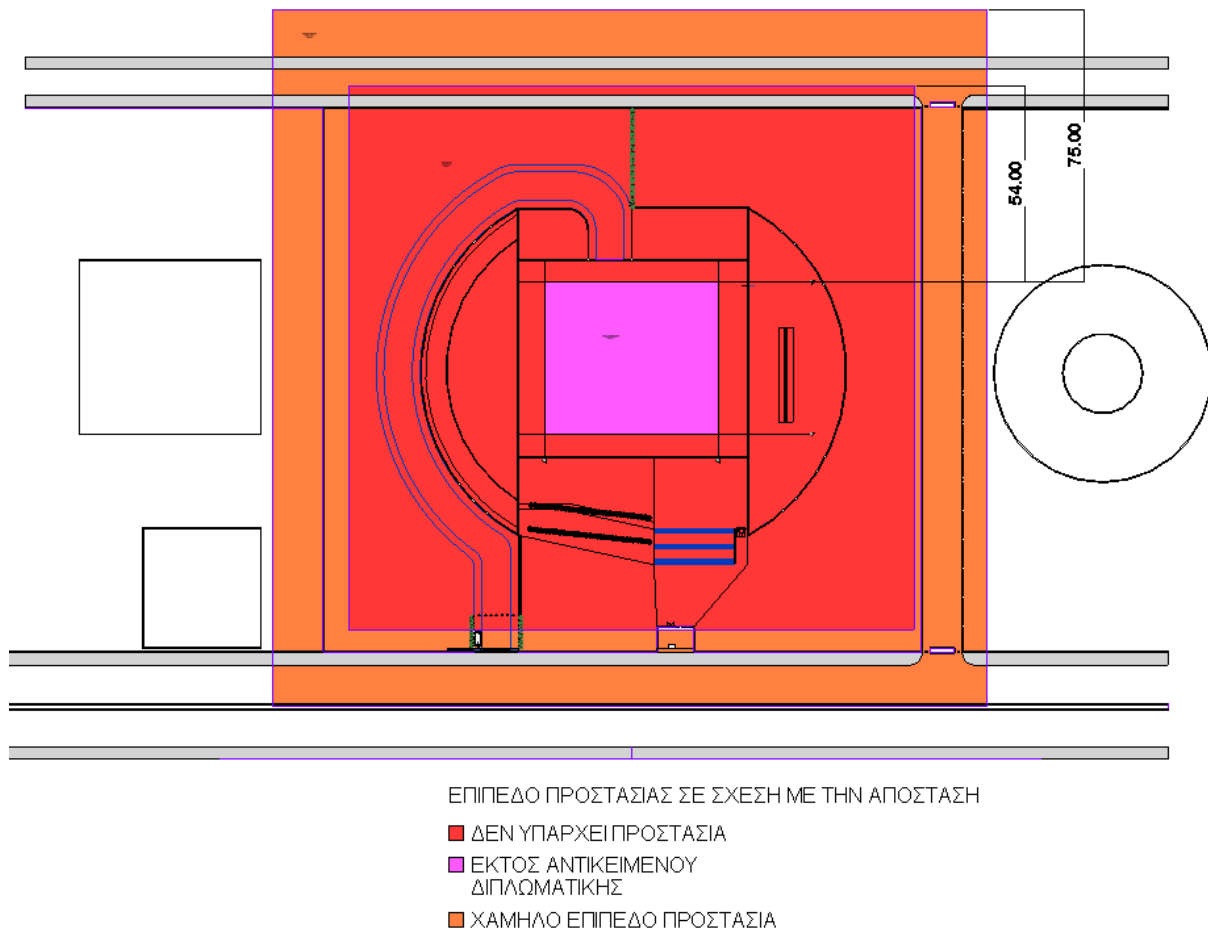 75.00
54.00
ΕΠΙΠΕΔΟ ΠΡΟΣΤΑΣΙΑΣ ΣΕ ΣΧΕΣΗ ΜΕ ΤΗΝ ΑΠΟΣΤΑΣΗ
ΔΕΝ ΥΠΑΡΧΕΙ ΠΡΟΣΤΑΣΙΑ
ΕΚΤΟΣ ΑΝΤΙΚΕΙΜΕΝΟΥ
ΔΙΠΛΩΜΑΤΙΚΗΣ
ΧΑΜΗΛΟ ΕΠΙΠΕΔΟ ΠΡΟΣΤΑΣΙΑ